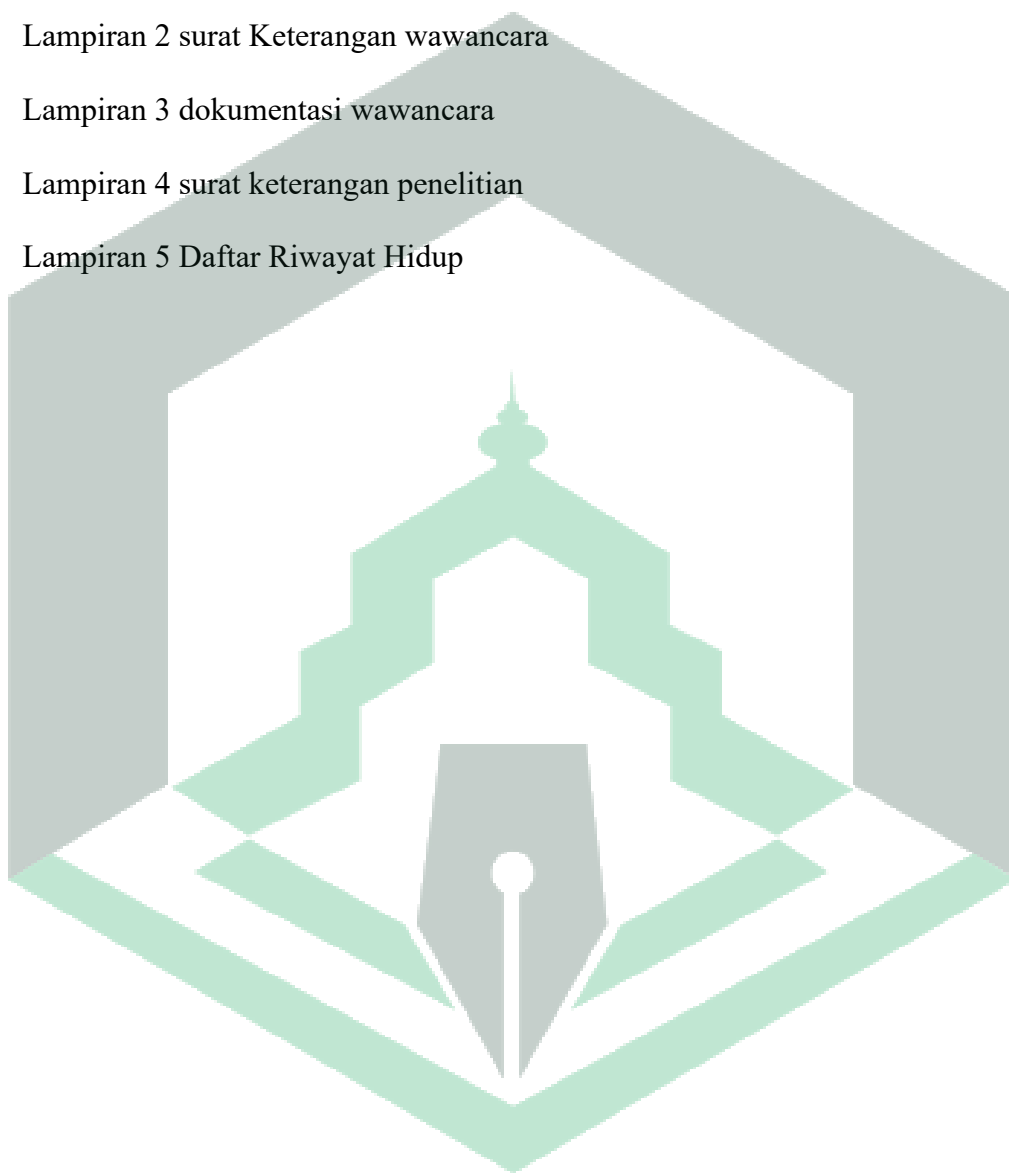 Lampiran 2 surat Keterangan wawancara
Lampiran 3 dokumentasi wawancara
Lampiran 4 surat keterangan penelitian
Lampiran 5 Daftar Riwayat Hidup